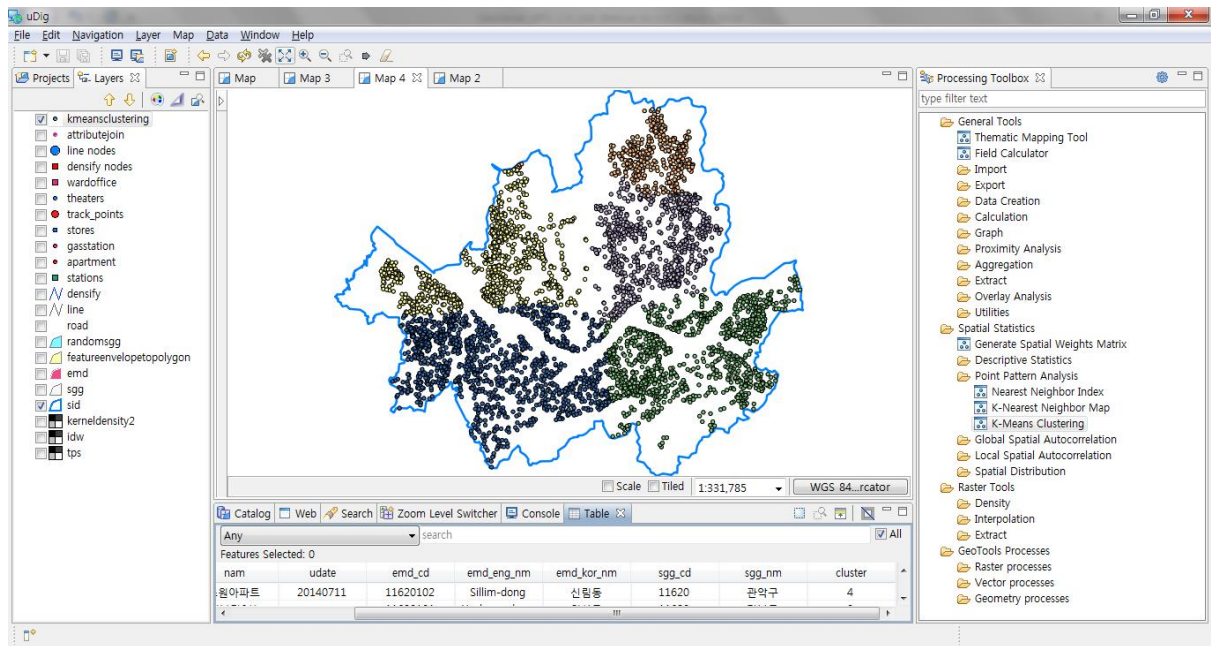 uDig
File Edit Navigation Layer Map Data Window Help
Projects Layers
kmeansclustering
attributejoin
line nodes
densify nodes
wardoffice
theaters
track_points
stores
gasstation
apartment
stations
densify
line
road
randomsgg
featureenvelopetopolygon
emd
sgg
sid
kerneldensity2
idw
tps
Map Map 3 Map 4 Map 2
Scale Tiled 1:331,785 WGS 84...rcator
Catalog Web Search Zoom Level Switcher Console Table
Any search All
Features Selected: 0
nam udate emd_cd emd_eng_nm emd_kor_nm sgg_cd sgg_nm cluster
원아파트 20140711 11620102 Sillim-dong 신림동 11620 관악구 4
Processing Toolbox
type filter text
General Tools
Thematic Mapping Tool
Field Calculator
Import
Export
Data Creation
Calculation
Graph
Proximity Analysis
Aggregation
Extract
Overlay Analysis
Utilities
Spatial Statistics
Generate Spatial Weights Matrix
Descriptive Statistics
Point Pattern Analysis
Nearest Neighbor Index
K-Nearest Neighbor Map
K-Means Clustering
Global Spatial Autocorrelation
Local Spatial Autocorrelation
Spatial Distribution
Raster Tools
Density
Interpolation
Extract
GeoTools Processes
Raster processes
Vector processes
Geometry processes